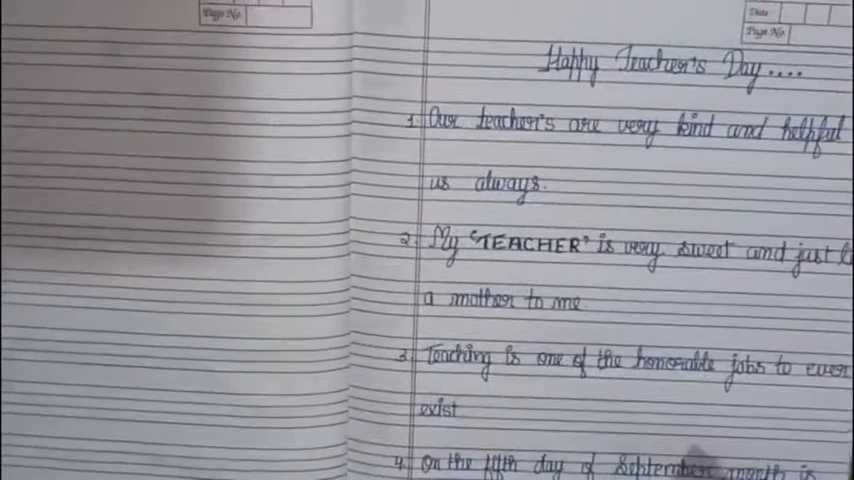 Page No.
Date
Page No.
Happy Teacher's Day....
1. Our teacher's are very kind and helpful
us always.
2. My "TEACHER" is very sweet and just
a mother to me.
3. Teaching is one of the honorable jobs to ever
exist
4. On the fifth day of September month is